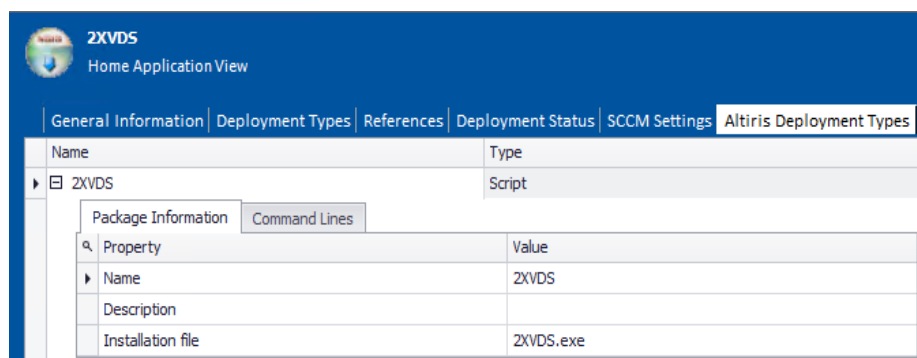 2XVDS
Home Application View
General Information Deployment Types References Deployment Status SCCM Settings Altiris Deployment Types
Name Type
2XVDS Script
Package Information Command Lines
Property Value
Name 2XVDS
Description
Installation file 2XVDS.exe